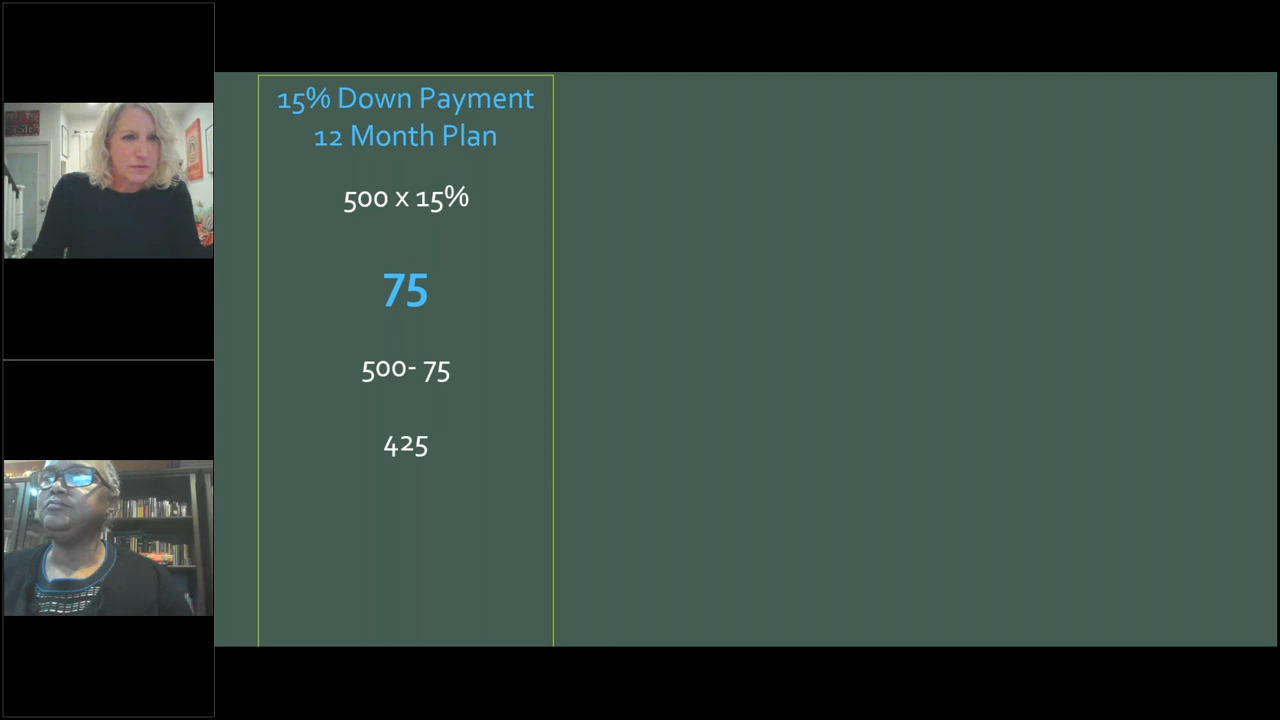 15% Down Payment
12 Month Plan
500 x 15%
75
500- 75
425